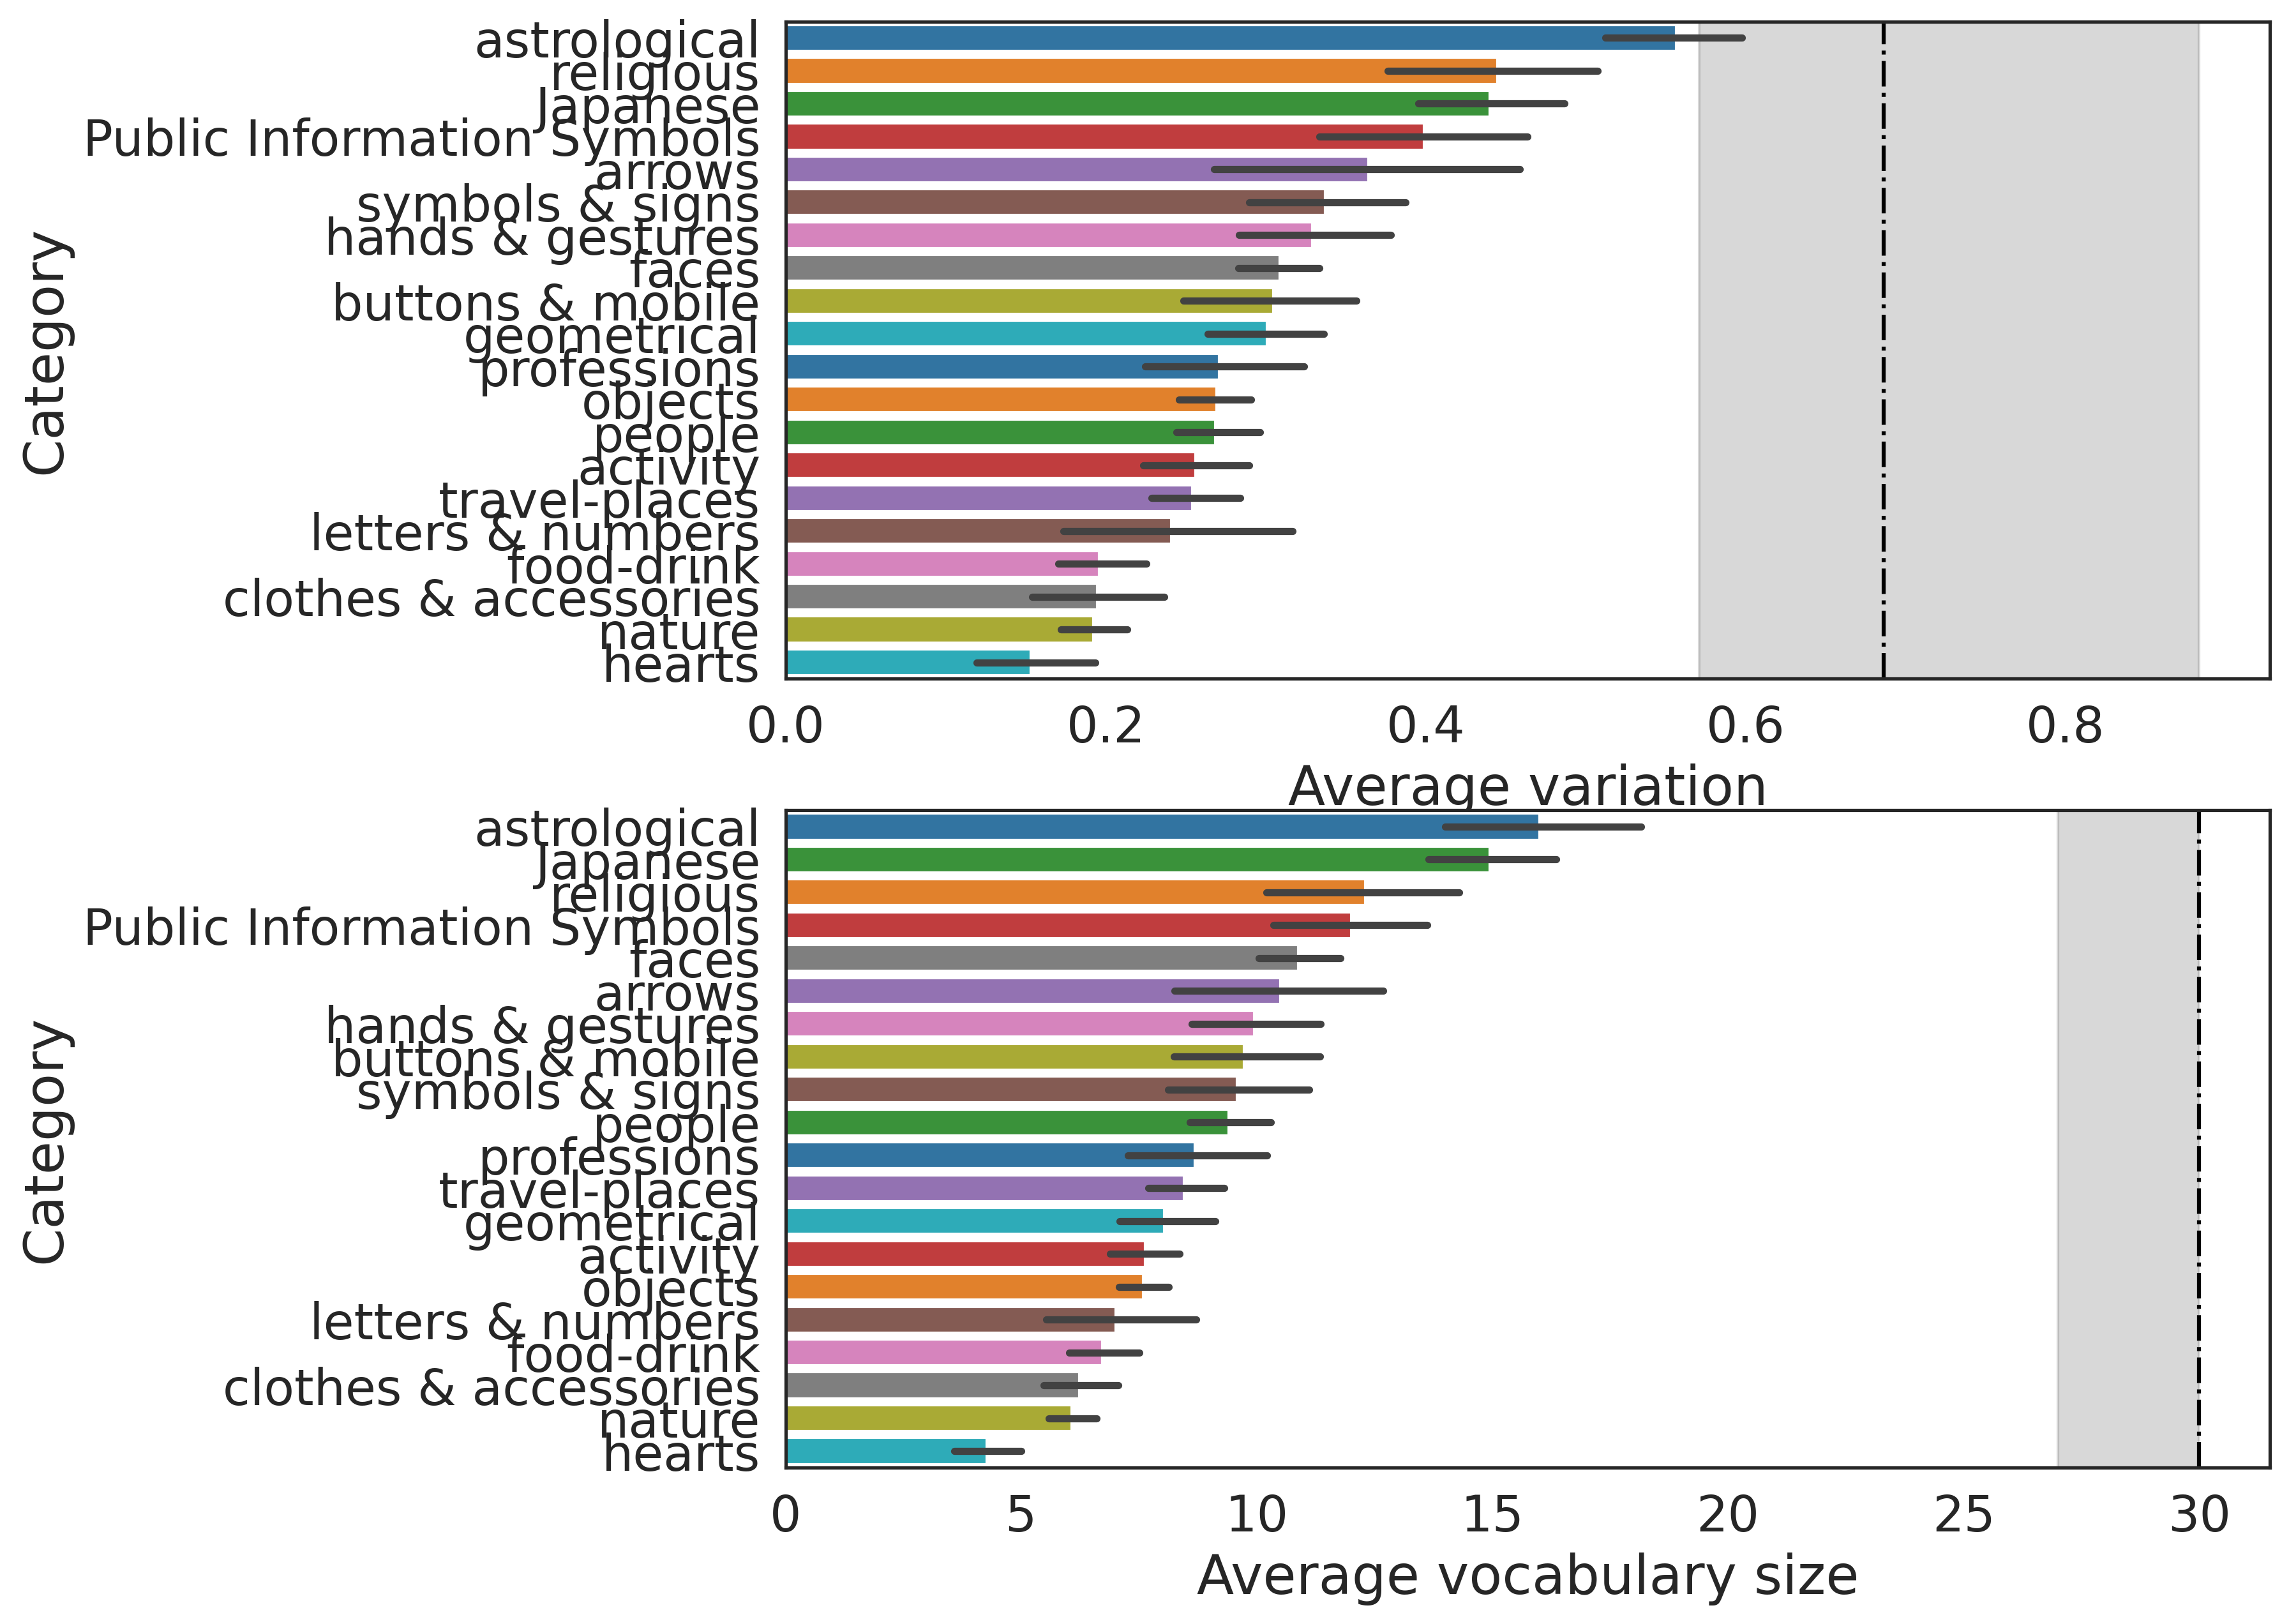 Category
astrological
religious
Japanese
Public Information Symbols
arrows
symbols & signs
hands & gestures
faces
buttons & mobile
geometrical
professions
objects
people
activity
travel-places
letters & numbers
food-drink
clothes & accessories
nature
hearts
0.0 0.2 0.4 0.6 0.8
Average variation
Category
astrological
Japanese
religious
Public Information Symbols
faces
arrows
hands & gestures
buttons & mobile
symbols & signs
people
professions
travel-places
geometrical
activity
objects
letters & numbers
food-drink
clothes & accessories
nature
hearts
0 5 10 15 20 25 30
Average vocabulary size